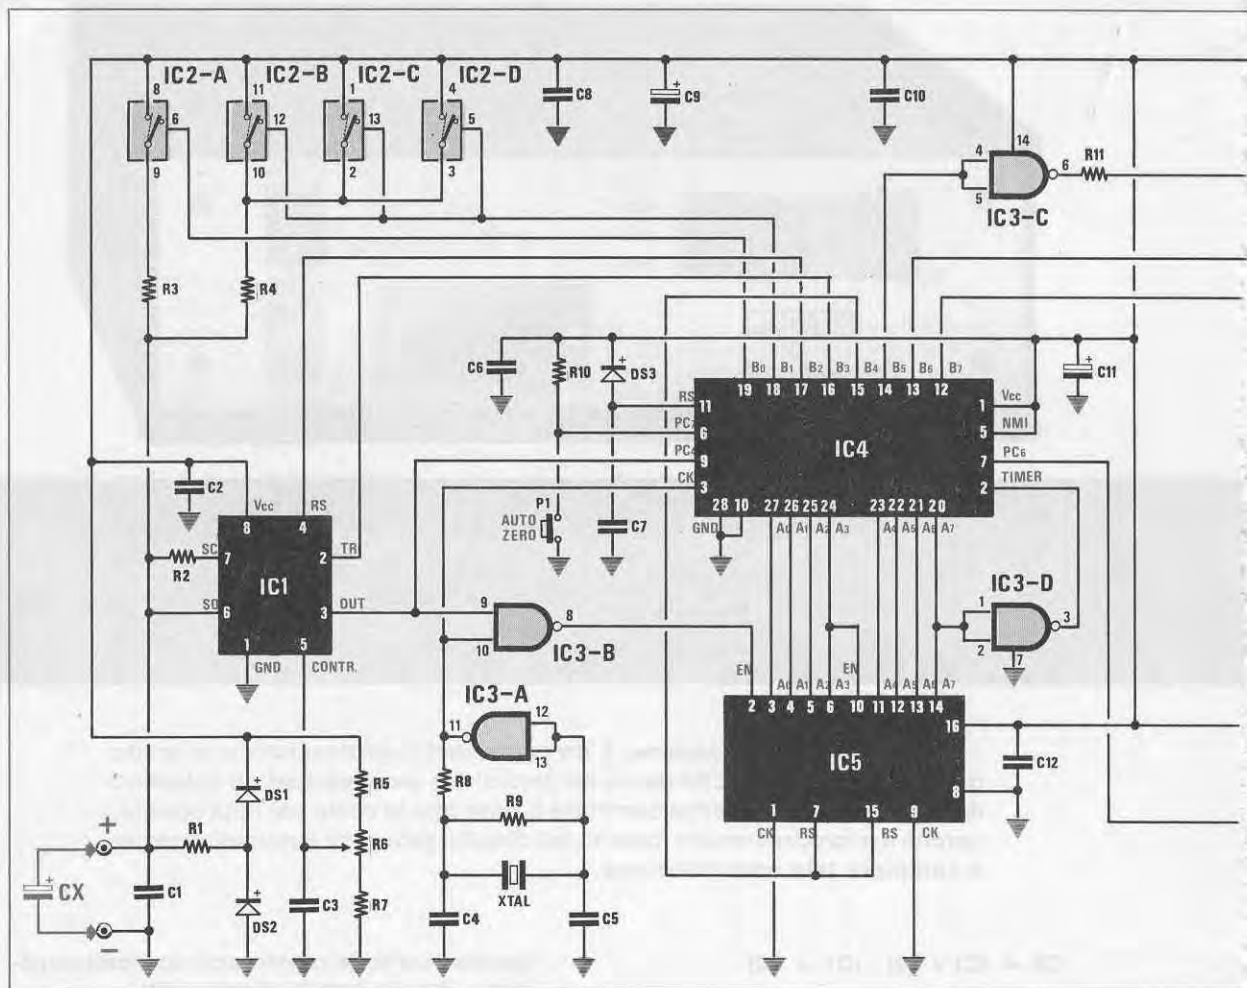 IC2-A IC2-B IC2-C IC2-D
8 11 1 4
6 12 13 5
9 10 2 3
C8 C9 C10
14
4 6 R11
5
IC3-C
R3 R4
C6 R10 DS3 C11
B0 B1 B2 B3 B4 B5 B6 B7
19 18 17 16 15 14 13 12
RS 11 1 Vcc
6 5 NMI
9 IC4 7 PC6
CK 3 2 TIMER
28 10 27 26 25 24 23 22 21 20
GND A0 A1 A2 A3 A4 A5 A6 A7
C2
Vcc RS
8 4
SC 7 2 TR
R2
IC1
SO 6 3 OUT
1 5
GND CONTR.
P1
AUTO
ZERO
C7
9 8
10
IC3-B
IC3-D
1 3
2
7
IC3-A
11 12
13
EN A0 A1 A2 A3 EN A4 A5 A6 A7
2 3 4 5 6 10 11 12 13 14
16
IC5
8
1 7 15 9
CK RS RS CK
C12
DS1 R5 R8 R9
+ R1 R6
CX C1 DS2 C3 R7 C4 XTAL C5
−